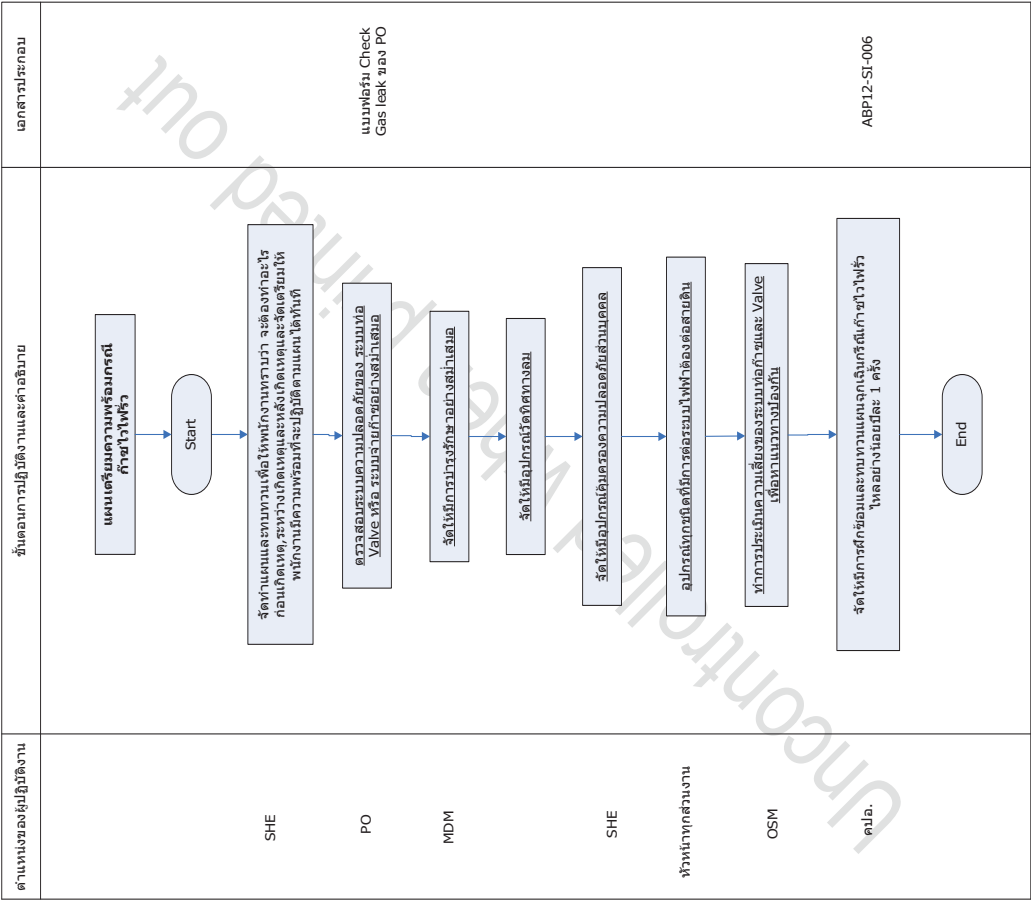 ตำแหน่งของผู้ปฏิบัติงาน
ขั้นตอนการปฏิบัติงานและคำอธิบาย
เอกสารประกอบ
แผนเตรียมความพร้อมกรณี
ก๊าซไวไฟรั่ว
Start
SHE
จัดทำแผนและทบทวนเพื่อให้พนักงานทราบว่า จะต้องทำอะไร
ก่อนเกิดเหตุ,ระหว่างเกิดเหตุและหลังเกิดเหตุและจัดเตรียมให้
พนักงานมีความพร้อมที่จะปฏิบัติตามแผนได้ทันที
PO
ตรวจสอบระบบความปลอดภัยของ ระบบท่อ
Valve หรือ ระบบจ่ายก๊าซอย่างสม่ำเสมอ
แบบฟอร์ม Check
Gas leak ของ PO
MDM
จัดให้มีการบำรุงรักษาอย่างสม่ำเสมอ
จัดให้มีอุปกรณ์วัดทิศทางลม
SHE
จัดให้มีอุปกรณ์คุ้มครองความปลอดภัยส่วนบุคคล
หัวหน้าทุกส่วนงาน
อุปกรณ์ทุกชนิดที่มีการต่อระบบไฟฟ้าต้องต่อสายดิน
OSM
ทำการประเมินความเสี่ยงของระบบท่อก๊าซและ Valve
เพื่อหาแนวทางป้องกัน
คปอ.
จัดให้มีการฝึกซ้อมและทบทวนแผนฉุกเฉินกรณีก๊าซไวไฟรั่ว
ไหลอย่างน้อยปีละ 1 ครั้ง
ABP12-SI-006
End
Uncontrolled When printed out